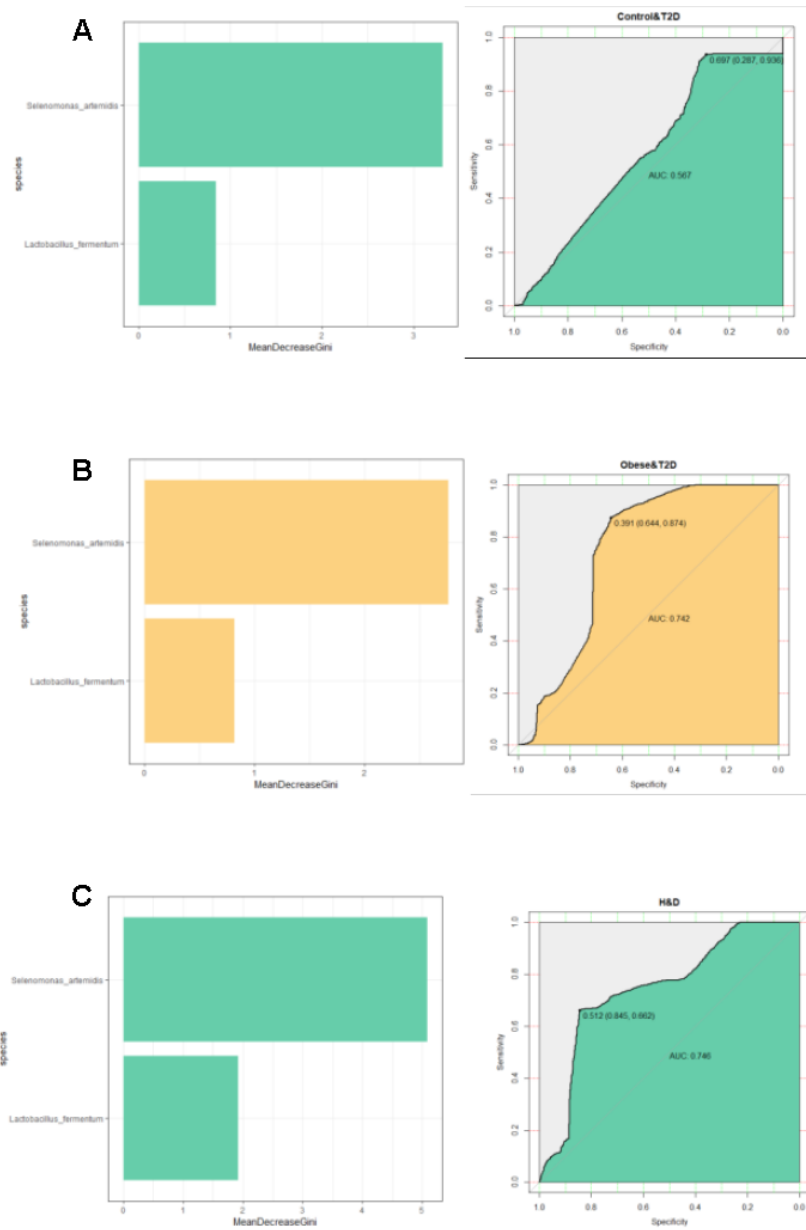 A
species
Selenomonas_artemidis
Lactobacillus_fermentum
0
1
2
3
MeanDecreaseGini
Control&T2D
Sensitivity
1.0
0.8
0.6
0.4
0.2
0.0
0.697 (0.287, 0.936)
AUC: 0.567
1.0
0.8
0.6
0.4
0.2
0.0
Specificity
B
species
Selenomonas_artemidis
Lactobacillus_fermentum
0
1
2
MeanDecreaseGini
Obese&T2D
Sensitivity
1.0
0.8
0.6
0.4
0.2
0.0
0.391 (0.644, 0.874)
AUC: 0.742
1.0
0.8
0.6
0.4
0.2
0.0
Specificity
C
species
Selenomonas_artemidis
Lactobacillus_fermentum
0
1
2
3
4
5
MeanDecreaseGini
H&D
Sensitivity
1.0
0.8
0.6
0.4
0.2
0.0
0.512 (0.845, 0.662)
AUC: 0.746
1.0
0.8
0.6
0.4
0.2
0.0
Specificity